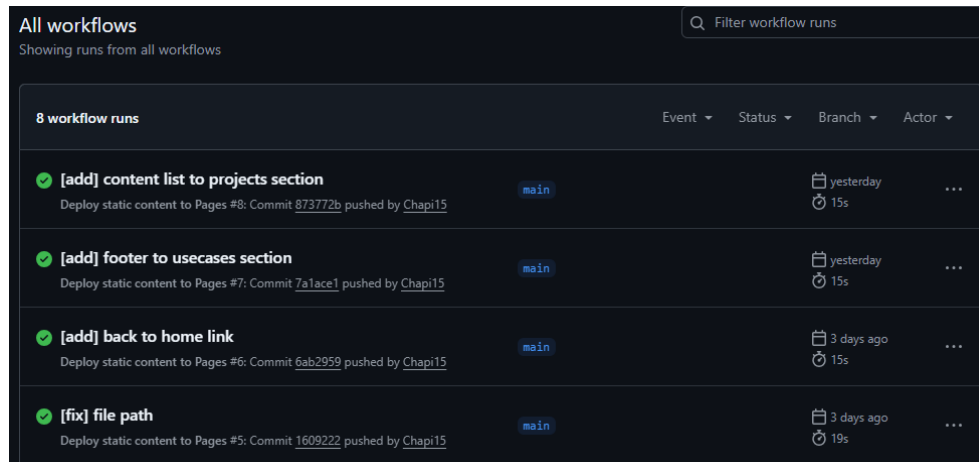 All workflows
Filter workflow runs
Showing runs from all workflows
8 workflow runs Event Status Branch Actor
[add] content list to projects section
Deploy static content to Pages #8: Commit 873772b pushed by Chapi15
main
yesterday
15s
[add] footer to usecases section
Deploy static content to Pages #7: Commit 7a1ace1 pushed by Chapi15
main
yesterday
15s
[add] back to home link
Deploy static content to Pages #6: Commit 6ab2959 pushed by Chapi15
main
3 days ago
15s
[fix] file path
Deploy static content to Pages #5: Commit 1609222 pushed by Chapi15
main
3 days ago
19s